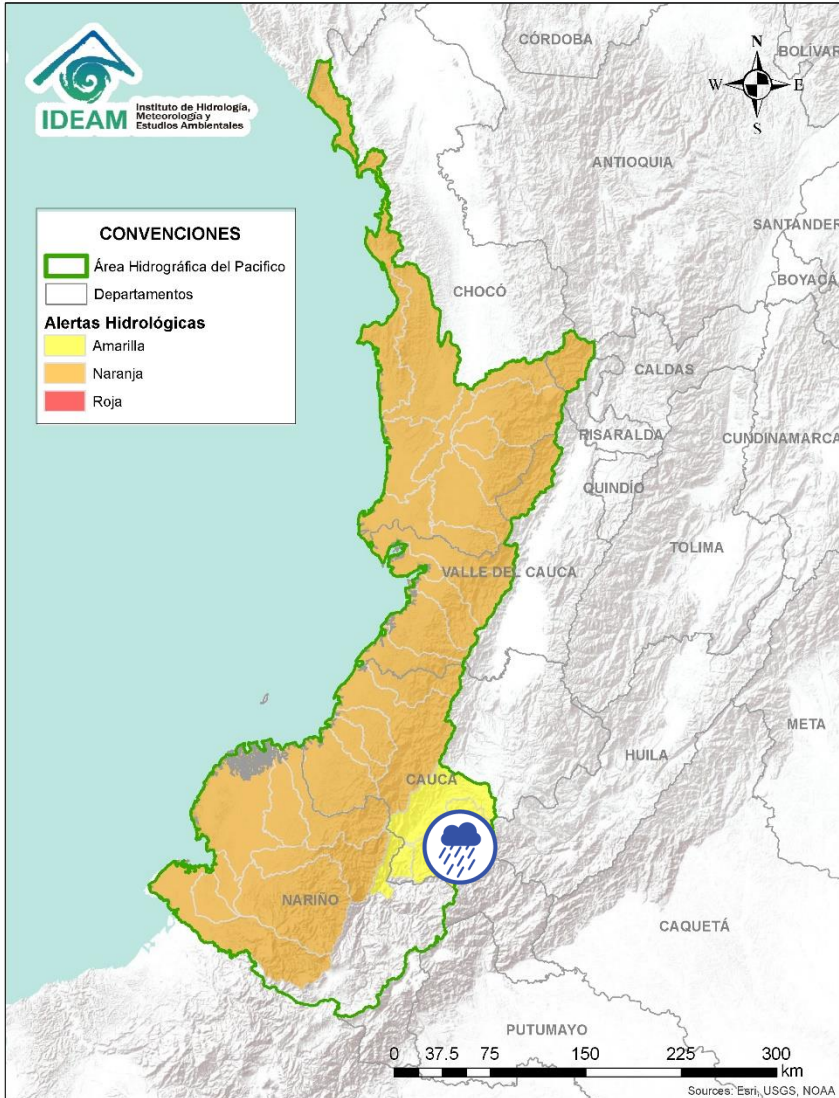 IDEAM
Instituto de Hidrología,
Meteorología y
Estudios Ambientales
CONVENCIONES
Área Hidrográfica del Pacifico
Departamentos
Alertas Hidrológicas
Amarilla
Naranja
Roja
N
W
E
S
CÓRDOBA
BOLÍVAR
ANTIOQUIA
SANTANDER
BOYACÁ
CHOCÓ
CALDAS
RISARALDA
CUNDINAMARCA
QUINDÍO
TOLIMA
VALLE DEL CAUCA
META
HUILA
CAUCA
NARIÑO
CAQUETÁ
PUTUMAYO
0 37.5 75 150 225 300
km
Sources: Esri, USGS, NOAA